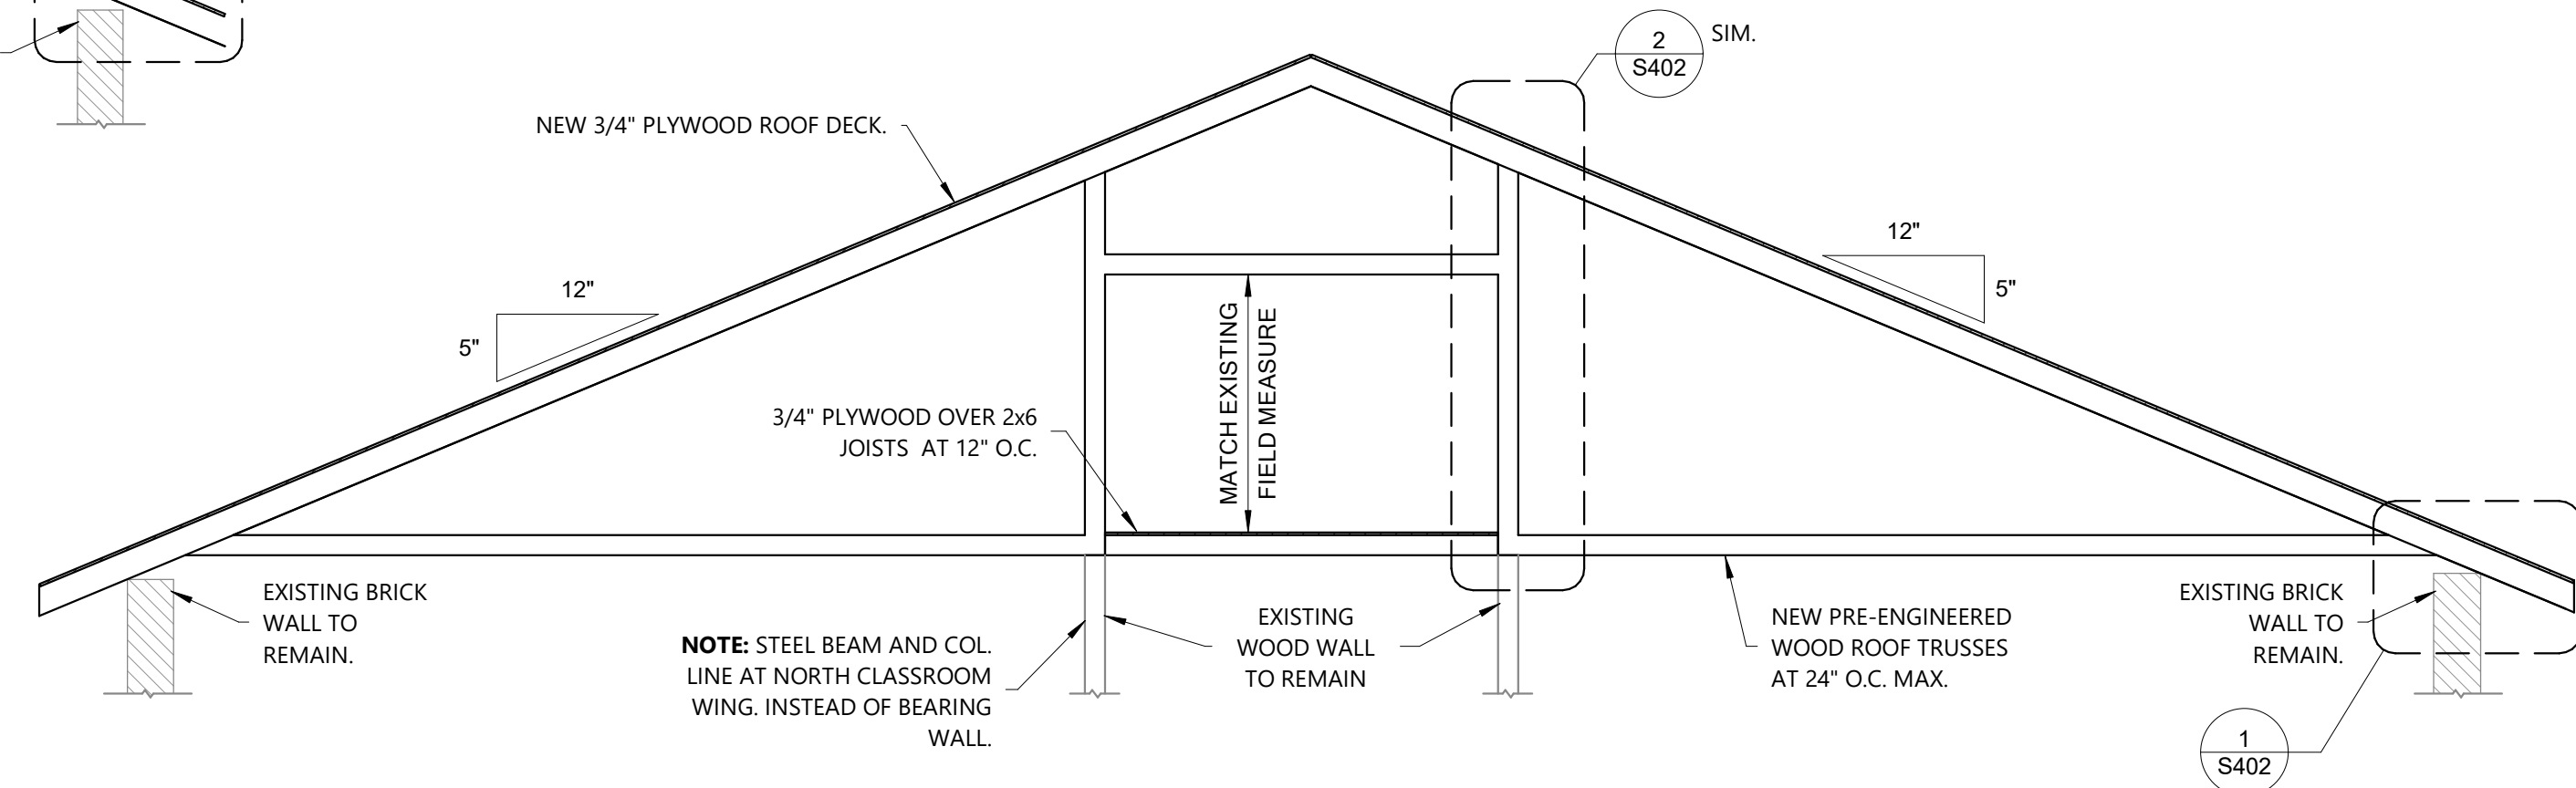 2
S402
SIM.
NEW 3/4" PLYWOOD ROOF DECK.
12"
5"
12"
5"
MATCH EXISTING
FIELD MEASURE
3/4" PLYWOOD OVER 2x6
JOISTS AT 12" O.C.
EXISTING BRICK
WALL TO
REMAIN.
NOTE: STEEL BEAM AND COL.
LINE AT NORTH CLASSROOM
WING. INSTEAD OF BEARING
WALL.
EXISTING
WOOD WALL
TO REMAIN
NEW PRE-ENGINEERED
WOOD ROOF TRUSSES
AT 24" O.C. MAX.
EXISTING BRICK
WALL TO
REMAIN.
1
S402